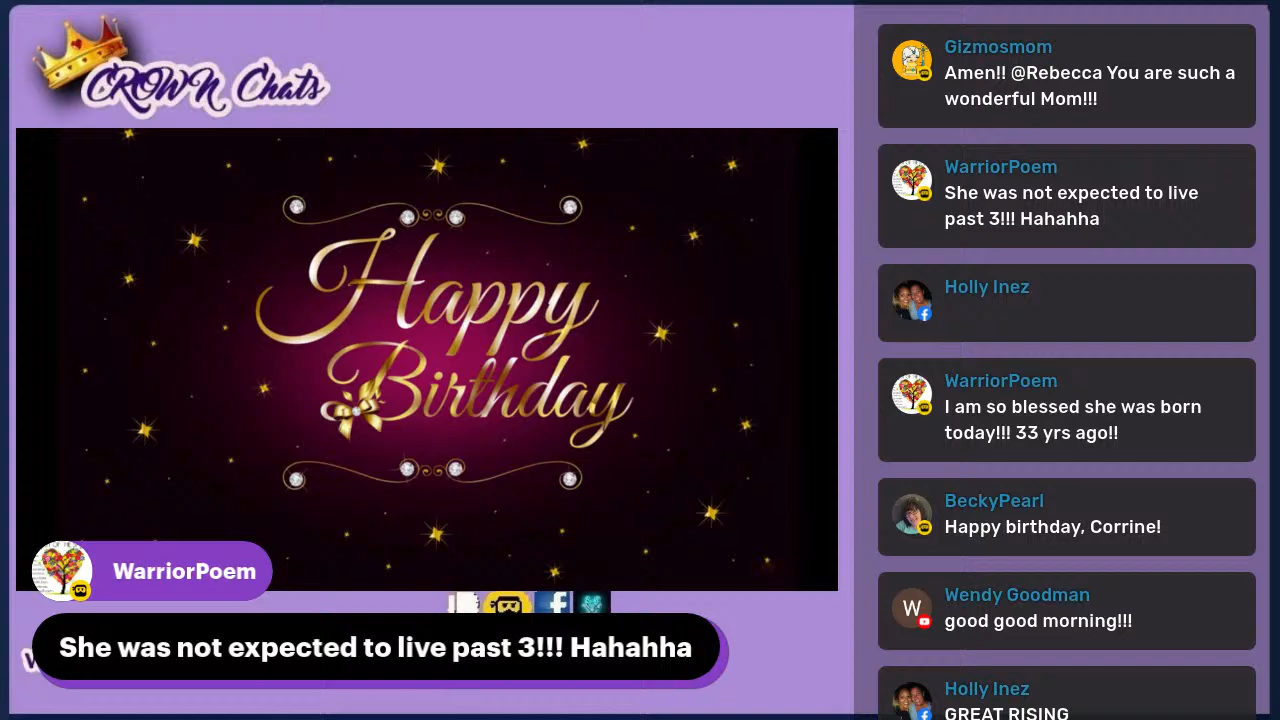 CROWN Chats
Happy
Birthday
WarriorPoem
She was not expected to live past 3!!! Hahahha
Gizmosmom
Amen!! @Rebecca You are such a
wonderful Mom!!!
WarriorPoem
She was not expected to live
past 3!!! Hahahha
Holly Inez
WarriorPoem
I am so blessed she was born
today!!! 33 yrs ago!!
BeckyPearl
Happy birthday, Corrine!
W
Wendy Goodman
good good morning!!!
Holly Inez
GREAT RISING